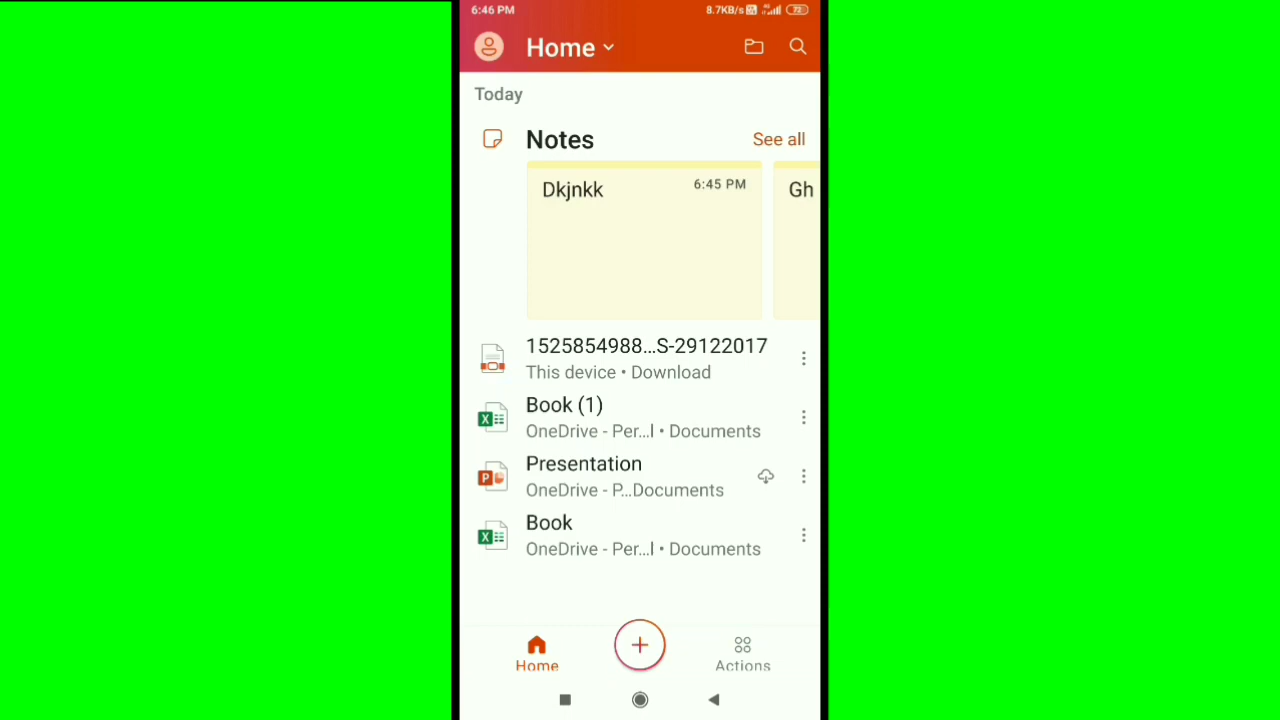 6:46 PM 8.7KB/s 72
Home
Today
Notes See all
Dkjnkk 6:45 PM Gh
1525854988...S-29122017
This device • Download
Book (1)
OneDrive - Per...l • Documents
Presentation
OneDrive - P...Documents
Book
OneDrive - Per...l • Documents
Home Actions